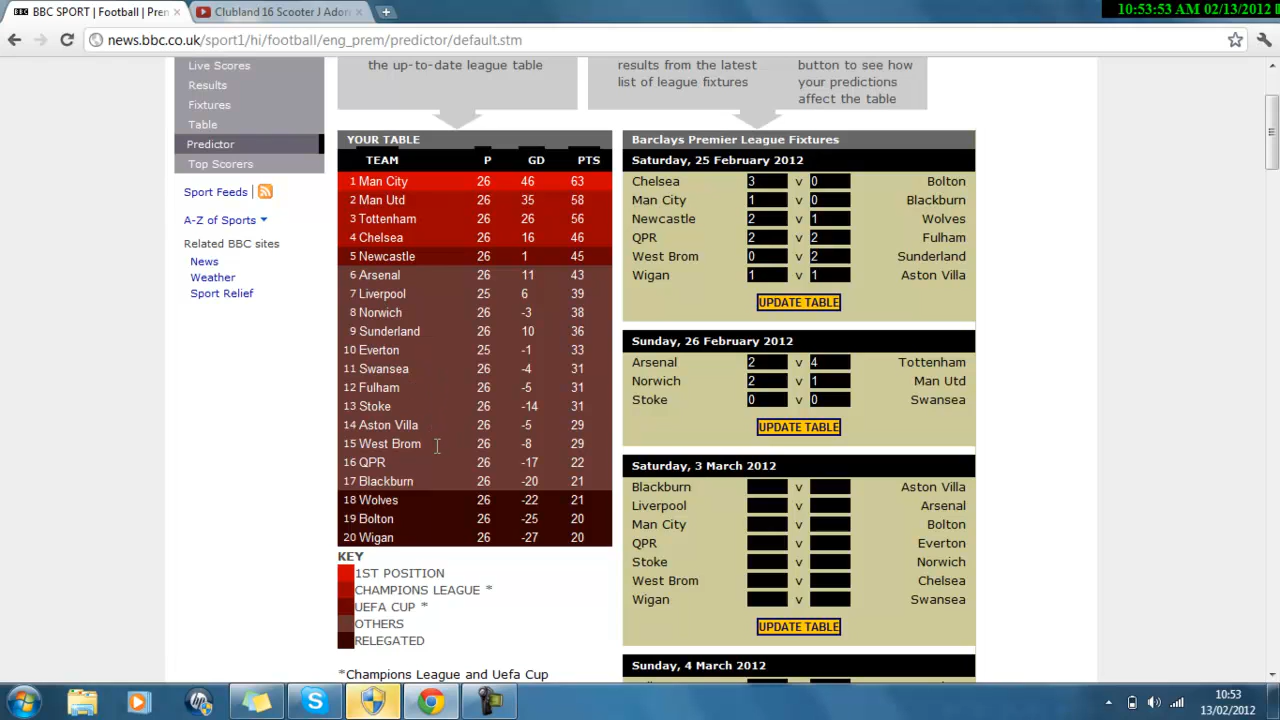 BBC SPORT | Football | Pren
Clubland 16 Scooter J Ador
10:53:53 AM 02/13/2012
news.bbc.co.uk/sport1/hi/football/eng_prem/predictor/default.stm
Live Scores
Results
Fixtures
Table
Predictor
Top Scorers
Sport Feeds
A-Z of Sports
Related BBC sites
News
Weather
Sport Relief
the up-to-date league table
results from the latest
list of league fixtures
button to see how
your predictions
affect the table
YOUR TABLE
TEAM P GD PTS
1 Man City 26 46 63
2 Man Utd 26 35 58
3 Tottenham 26 26 56
4 Chelsea 26 16 46
5 Newcastle 26 1 45
6 Arsenal 26 11 43
7 Liverpool 25 6 39
8 Norwich 26 -3 38
9 Sunderland 26 10 36
10 Everton 25 -1 33
11 Swansea 26 -4 31
12 Fulham 26 -5 31
13 Stoke 26 -14 31
14 Aston Villa 26 -5 29
15 West Brom 26 -8 29
16 QPR 26 -17 22
17 Blackburn 26 -20 21
18 Wolves 26 -22 21
19 Bolton 26 -25 20
20 Wigan 26 -27 20
KEY
1ST POSITION
CHAMPIONS LEAGUE *
UEFA CUP *
OTHERS
RELEGATED
*Champions League and Uefa Cup
Barclays Premier League Fixtures
Saturday, 25 February 2012
Chelsea 3 v 0 Bolton
Man City 1 v 0 Blackburn
Newcastle 2 v 1 Wolves
QPR 2 v 2 Fulham
West Brom 0 v 2 Sunderland
Wigan 1 v 1 Aston Villa
UPDATE TABLE
Sunday, 26 February 2012
Arsenal 2 v 4 Tottenham
Norwich 2 v 1 Man Utd
Stoke 0 v 0 Swansea
UPDATE TABLE
Saturday, 3 March 2012
Blackburn v Aston Villa
Liverpool v Arsenal
Man City v Bolton
QPR v Everton
Stoke v Norwich
West Brom v Chelsea
Wigan v Swansea
UPDATE TABLE
Sunday, 4 March 2012
10:53
13/02/2012